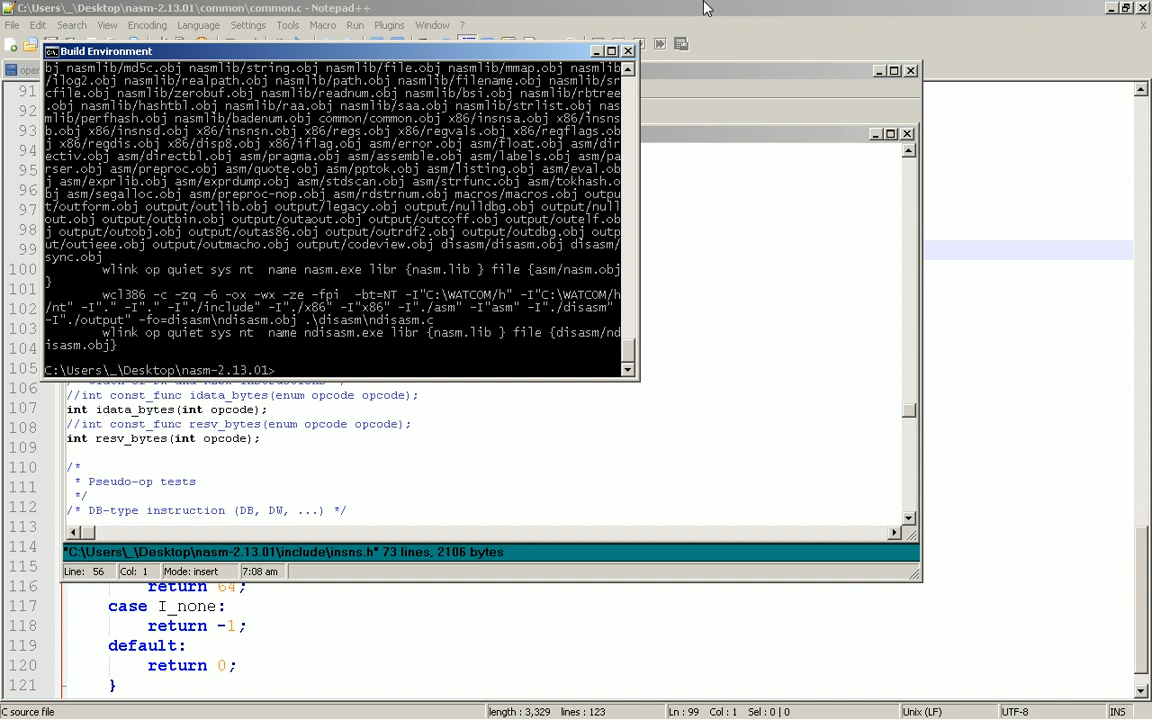 C:\Users\_\Desktop\nasm-2.13.01\common\common.c - Notepad++
File Edit Search View Encoding Language Settings Tools Macro Run Plugins Window ? X
Build Environment
open
bj nasmlib/md5c.obj nasmlib/string.obj nasmlib/file.obj nasmlib/mmap.obj nasmlib
/ilog2.obj nasmlib/realpath.obj nasmlib/path.obj nasmlib/filename.obj nasmlib/sr
cfile.obj nasmlib/zerobuf.obj nasmlib/readnum.obj nasmlib/bsi.obj nasmlib/rbtree
.obj nasmlib/hashtbl.obj nasmlib/raa.obj nasmlib/saa.obj nasmlib/strlist.obj nas
mlib/perfhash.obj nasmlib/badenum.obj common/common.obj x86/insnsa.obj x86/insns
b.obj x86/insnsd.obj x86/insnsn.obj x86/regs.obj x86/regvals.obj x86/regflags.ob
j x86/regdis.obj x86/disp8.obj x86/iflag.obj asm/error.obj asm/float.obj asm/dir
ectiv.obj asm/directbl.obj asm/pragma.obj asm/assemble.obj asm/labels.obj asm/pa
rser.obj asm/preproc.obj asm/quote.obj asm/pptok.obj asm/listing.obj asm/eval.ob
j asm/exprlib.obj asm/exprdump.obj asm/stdscan.obj asm/strfunc.obj asm/tokhash.o
bj asm/segalloc.obj asm/preproc-nop.obj asm/rdstrnum.obj macros/macros.obj outpu
t/outform.obj output/outlib.obj output/legacy.obj output/nulldbg.obj output/null
out.obj output/outbin.obj output/outaout.obj output/outcoff.obj output/outelf.ob
j output/outobj.obj output/outas86.obj output/outrdf2.obj output/outdbg.obj outp
ut/outieee.obj output/outmacho.obj output/codeview.obj disasm/disasm.obj disasm/
sync.obj
wlink op quiet sys nt name nasm.exe libr {nasm.lib } file {asm/nasm.obj
}
wcl386 -c -zq -6 -ox -wx -ze -fpi -bt=NT -I"C:\WATCOM/h" -I"C:\WATCOM/h
/nt" -I"." -I"." -I"./include" -I"./x86" -I"x86" -I"./asm" -I"asm" -I"./disasm"
-I"./output" -fo=disasm\ndisasm.obj .\disasm\ndisasm.c
wlink op quiet sys nt name ndisasm.exe libr {nasm.lib } file {disasm/nd
isasm.obj}
C:\Users\_\Desktop\nasm-2.13.01>
//int const_func idata_bytes(enum opcode opcode);
int idata_bytes(int opcode);
//int const_func resv_bytes(enum opcode opcode);
int resv_bytes(int opcode);
/*
* Pseudo-op tests
*/
/* DB-type instruction (DB, DW, ...) */
"C:\Users\_\Desktop\nasm-2.13.01\include\insns.h" 73 lines, 2106 bytes
Line: 56 Col: 1 Mode: insert 7:08 am
91
92
93
94
95
96
97
98
99
100
101
102
103
104
105
106
107
108
109
110
111
112
113
114
115
116 return 64;
117 case I_none:
118 return -1;
119 default:
120 return 0;
121 }
C source file length : 3,329 lines : 123 Ln : 99 Col : 1 Sel : 0 | 0 Unix (LF) UTF-8 INS